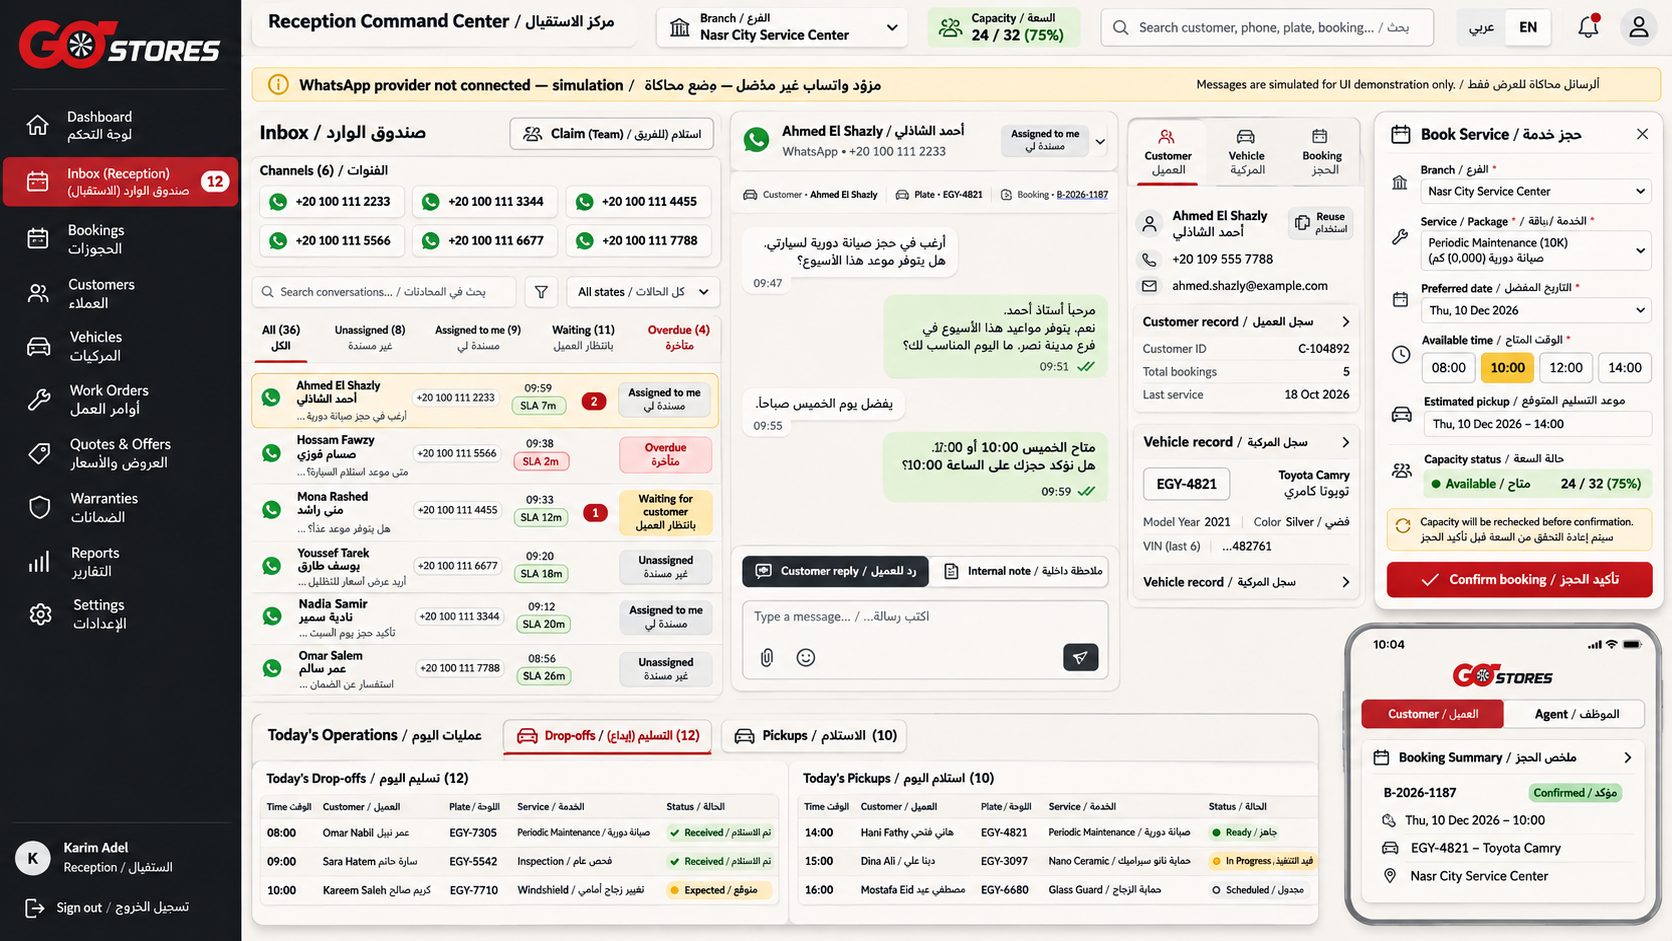 GO STORES
Dashboard
لوحة التحكم
Inbox (Reception)
صندوق الوارد (الاستقبال)
12
Bookings
الحجوزات
Customers
العملاء
Vehicles
المركبات
Work Orders
أوامر العمل
Quotes & Offers
العروض والأسعار
Warranties
الضمانات
Reports
التقارير
Settings
الإعدادات
K
Karim Adel
Reception / الاستقبال
Sign out / تسجيل الخروج
Reception Command Center / مركز الاستقبال
Branch / الفرع
Nasr City Service Center
Capacity / السعة
24 / 32 (75%)
Search customer, phone, plate, booking... / بحث
عربي
EN
WhatsApp provider not connected — simulation / مزوّد واتساب غير — وضع محاكاة
Messages are simulated for UI demonstration only. / الرسائل محاكاة للعرض فقط
Inbox / صندوق الوارد
Claim (Team) / استلام (للفريق)
Channels (6) / القنوات
+20 100 111 2233
+20 100 111 3344
+20 100 111 4455
+20 100 111 5566
+20 100 111 6677
+20 100 111 7788
Search conversations... / بحث في المحادثات
All states / كل الحالات
All (36)
الكل
Unassigned (8)
غير مسندة
Assigned to me (9)
مسندة لي
Waiting (11)
بانتظار العميل
Overdue (4)
متأخرة
Ahmed El Shazly
أحمد الشاذلي
أرغب في حجز صيانة دورية ...
+20 100 111 2233
09:59
SLA 7m
2
Assigned to me
مسندة لي
Hossam Fawzy
حسام فوزي
متى موعد استلام السيارة؟ ...
+20 100 111 5566
09:38
SLA 2m
Overdue
متأخرة
Mona Rashed
منى راشد
هل يتوفر موعد غداً؟ ...
+20 100 111 4455
09:33
SLA 12m
1
Waiting for
customer
بانتظار العميل
Youssef Tarek
يوسف طارق
أريد عرض أسعار للتظليل ...
+20 100 111 6677
09:20
SLA 18m
Unassigned
غير مسندة
Nadia Samir
نادية سمير
تأكيد حجز يوم السبت ...
+20 100 111 3344
09:12
SLA 20m
Assigned to me
مسندة لي
Omar Salem
عمر سالم
استفسار عن الضمان ...
+20 100 111 7788
08:56
SLA 26m
Unassigned
غير مسندة
Ahmed El Shazly / أحمد الشاذلي
WhatsApp • +20 100 111 2233
Assigned to me
مسندة لي
Customer • Ahmed El Shazly
Plate • EGY-4821
Booking • B-2026-1187
أرغب في حجز صيانة دورية لسيارتي.
هل يتوفر موعد هذا الأسبوع؟
09:47
مرحباً أستاذ أحمد.
نعم. يتوفر مواعيد هذا الأسبوع في
فرع مدينة نصر. ما اليوم المناسب لك؟
09:51
يفضل يوم الخميس صباحاً.
09:55
متاح الخميس 10:00 أو
هل نؤكد حجزك على الساعة 10:00؟
09:59
Customer reply / رد للعميل
Internal note / ملاحظة داخلية
Type a message... / اكتب رسالة...
Customer
العميل
Vehicle
المركبة
Booking
الحجز
Ahmed El Shazly
أحمد الشاذلي
Reuse
استخدام
+20 109 555 7788
ahmed.shazly@example.com
Customer record / سجل العميل
Customer ID C-104892
Total bookings 5
Last service 18 Oct 2026
Vehicle record / سجل المركبة
EGY-4821
Toyota Camry
تويوتا كامري
Model Year 2021 Color Silver / فضي
VIN (last 6) ...482761
Vehicle record / سجل المركبة
Book Service / حجز خدمة
Branch / الفرع *
Nasr City Service Center
Service / Package * / الخدمة /باقة *
Periodic Maintenance (10K)
صيانة دورية (10,000 كم)
Preferred date / التاريخ المفضل *
Thu, 10 Dec 2026
Available time / الوقت المتاح *
08:00
10:00
12:00
14:00
Estimated pickup / موعد التسليم المتوقع
Thu, 10 Dec 2026 – 14:00
Capacity status / حالة السعة
Available / متاح 24 / 32 (75%)
Capacity will be rechecked before confirmation.
سيتم إعادة التحقق من السعة قبل تأكيد الحجز
Confirm booking / تأكيد الحجز
Today's Operations / عمليات اليوم
Drop-offs / التسليم (إيداع) (12)
Pickups / الاستلام (10)
Today's Drop-offs / تسليم اليوم (12)
Time الوقت Customer / العميل Plate / اللوحة Service / الخدمة Status / الحالة
08:00 Omar Nabil عمر نبيل EGY-7305 Periodic Maintenance / صيانة دورية Received / تم الاستلام
09:00 Sara Hatem سارة حاتم EGY-5542 Inspection / فحص عام Received / تم الاستلام
10:00 Kareem Saleh كريم صالح EGY-7710 Windshield / تغيير زجاج أمامي Expected / متوقع
Today's Pickups / استلام اليوم (10)
Time الوقت Customer / العميل Plate / اللوحة Service / الخدمة Status / الحالة
14:00 Hani Fathy هاني فتحي EGY-4821 Periodic Maintenance / صيانة دورية Ready / جاهز
15:00 Dina Ali / دينا علي EGY-3097 Nano Ceramic / حماية نانو سيراميك In Progress / قيد التنفيذ
16:00 Mostafa Eid مصطفى عيد EGY-6680 Glass Guard / حماية الزجاج Scheduled / مجدول
10:04
GO STORES
Customer / العميل
Agent / الموظف
Booking Summary / ملخص الحجز
B-2026-1187
Confirmed / مؤكد
Thu, 10 Dec 2026 – 10:00
EGY-4821 – Toyota Camry
Nasr City Service Center